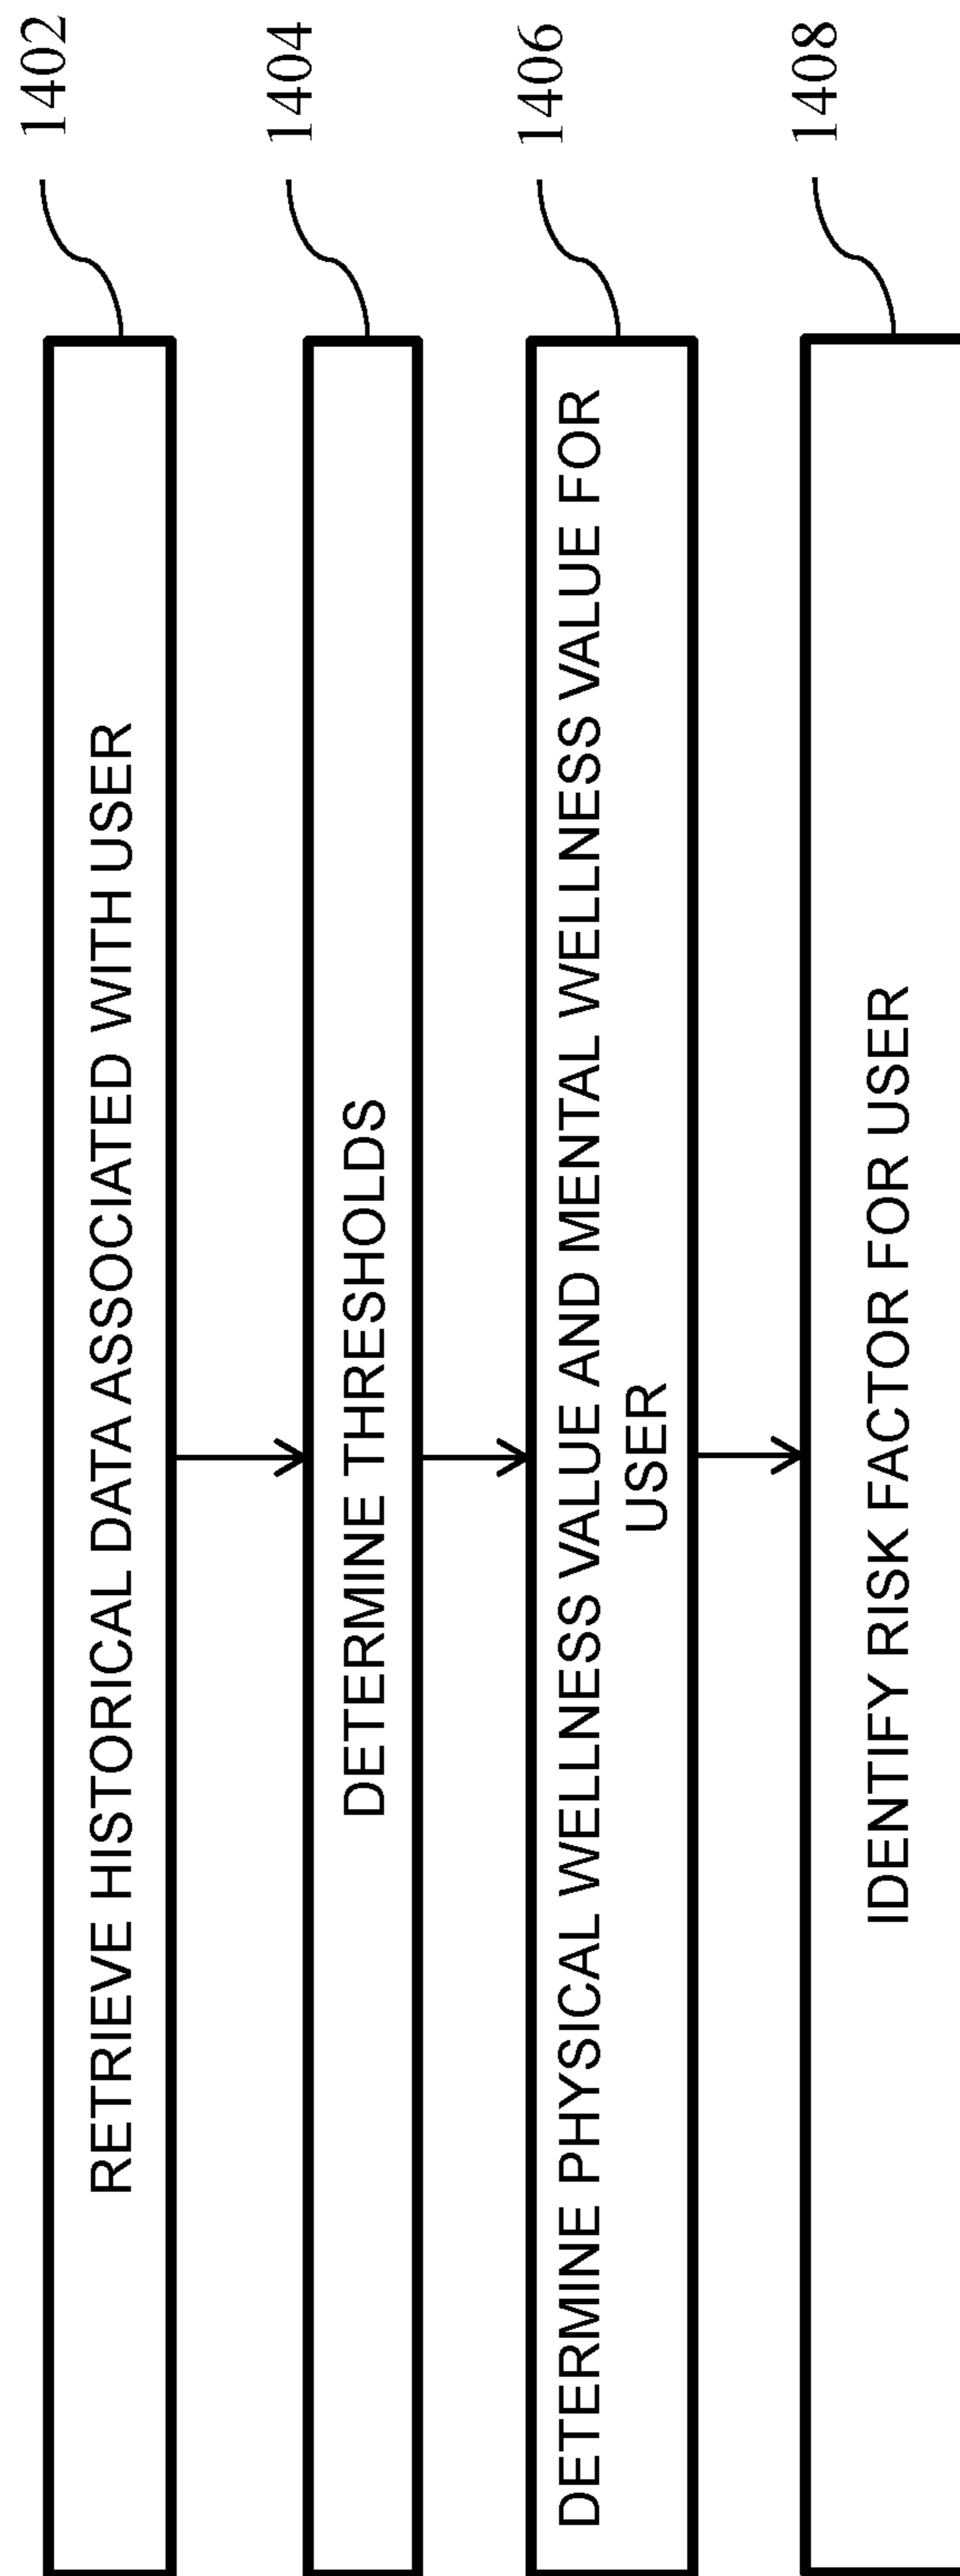 RETRIEVE HISTORICAL DATA ASSOCIATED WITH USER
1402
DETERMINE THRESHOLDS
1404
DETERMINE PHYSICAL WELLNESS VALUE AND MENTAL WELLNESS VALUE FOR
USER
1406
IDENTIFY RISK FACTOR FOR USER
1408